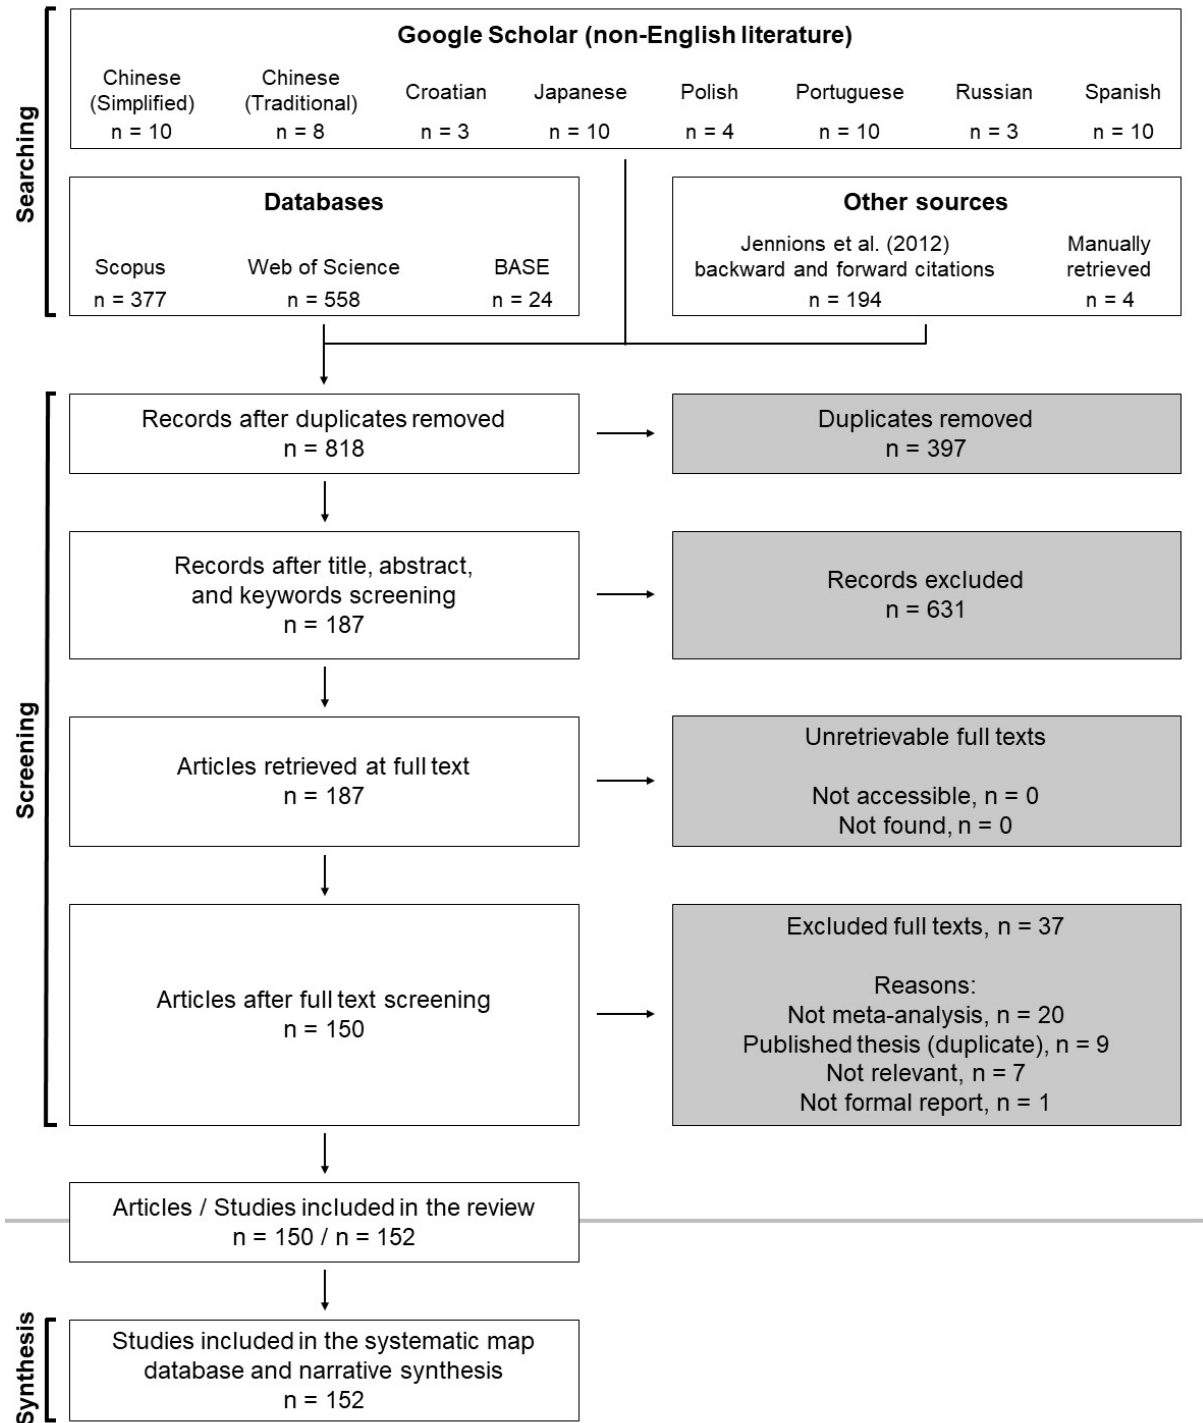 Searching
Google Scholar (non-English literature)
Chinese (Simplified)
n = 10
Chinese (Traditional)
n = 8
Croatian
n = 3
Japanese
n = 10
Polish
n = 4
Portuguese
n = 10
Russian
n = 3
Spanish
n = 10
Databases
Scopus
n = 377
Web of Science
n = 558
BASE
n = 24
Other sources
Jennions et al. (2012)
backward and forward citations
n = 194
Manually
retrieved
n = 4
Screening
Records after duplicates removed
n = 818
Duplicates removed
n = 397
Records after title, abstract,
and keywords screening
n = 187
Records excluded
n = 631
Articles retrieved at full text
n = 187
Unretrievable full texts
Not accessible, n = 0
Not found, n = 0
Articles after full text screening
n = 150
Excluded full texts, n = 37
Reasons:
Not meta-analysis, n = 20
Published thesis (duplicate), n = 9
Not relevant, n = 7
Not formal report, n = 1
Articles / Studies included in the review
n = 150 / n = 152
Synthesis
Studies included in the systematic map
database and narrative synthesis
n = 152